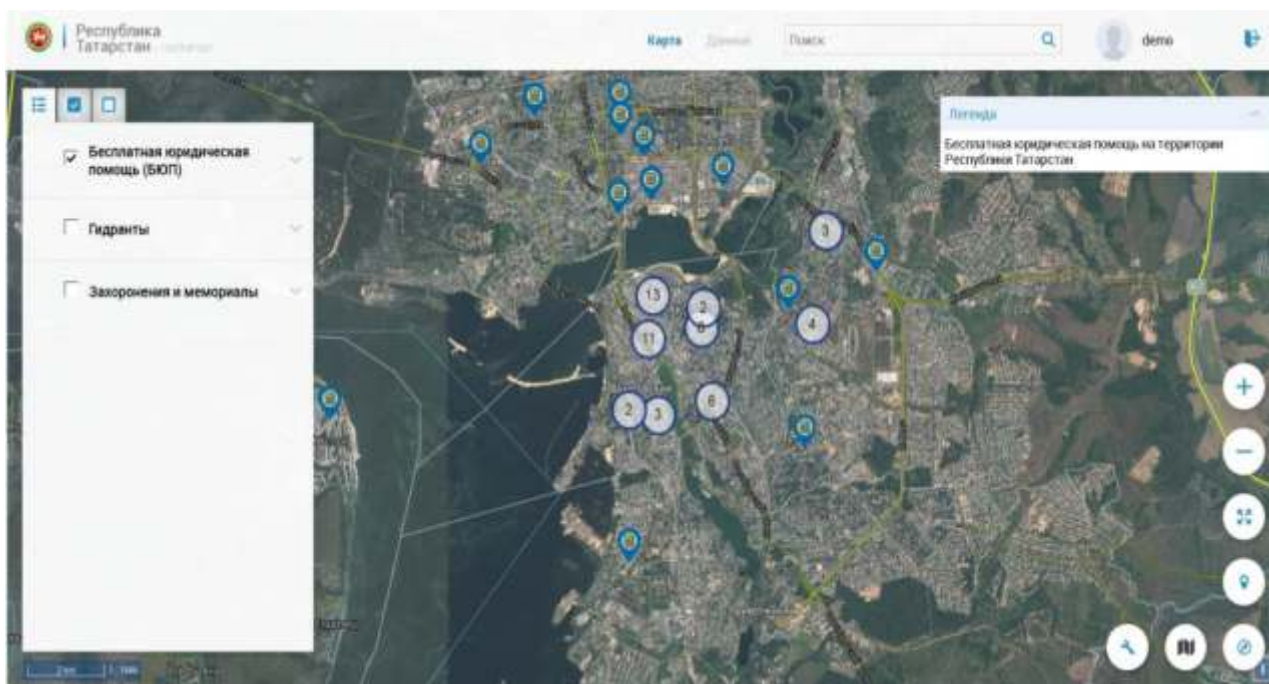 Республика
Татарстан
Карта
Данные
Поиск
demo
Бесплатная юридическая
помощь (БЮП)
Гидранты
Захоронения и мемориалы
Легенда
Бесплатная юридическая помощь на территории
Республики Татарстан
3
13
2
11
4
2
3
6